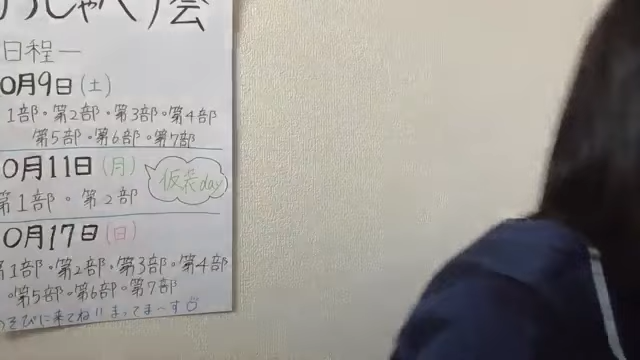 おしゃべり会
日程ー
0月9日(土)
1部・第2部・第3部・第4部
第5部・第6部・第7部
0月11日(月)
仮装day
第1部・第2部
0月17日(日)
第1部・第2部・第3部・第4部
・第5部・第6部・第7部
そびに来てね!!まってまーす